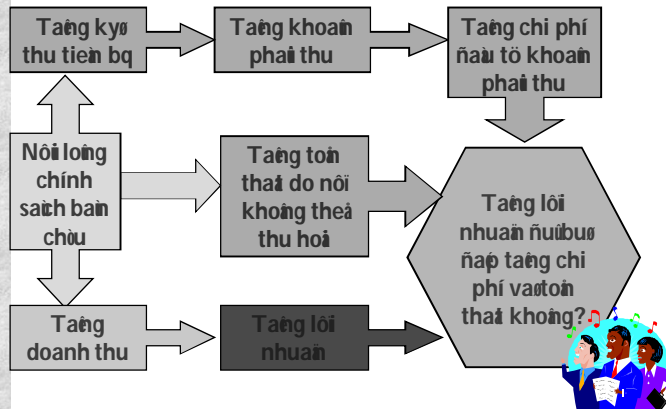 Taêng kyø
thu tieàn bq
Taêng khoaûn
phaûi thu
Taêng chi phí
ñaàu tö khoaûn
phaûi thu
Nôùi loûng
chính
saùch baùn
chòu
Taêng toån
thaát do nôï
khoâng theå
thu hoài
Taêng lôïi
nhuaän ñuû buø
ñaép taêng chi
phí vaø toån
thaát khoâng?
Taêng
doanh thu
Taêng lôïi
nhuaän